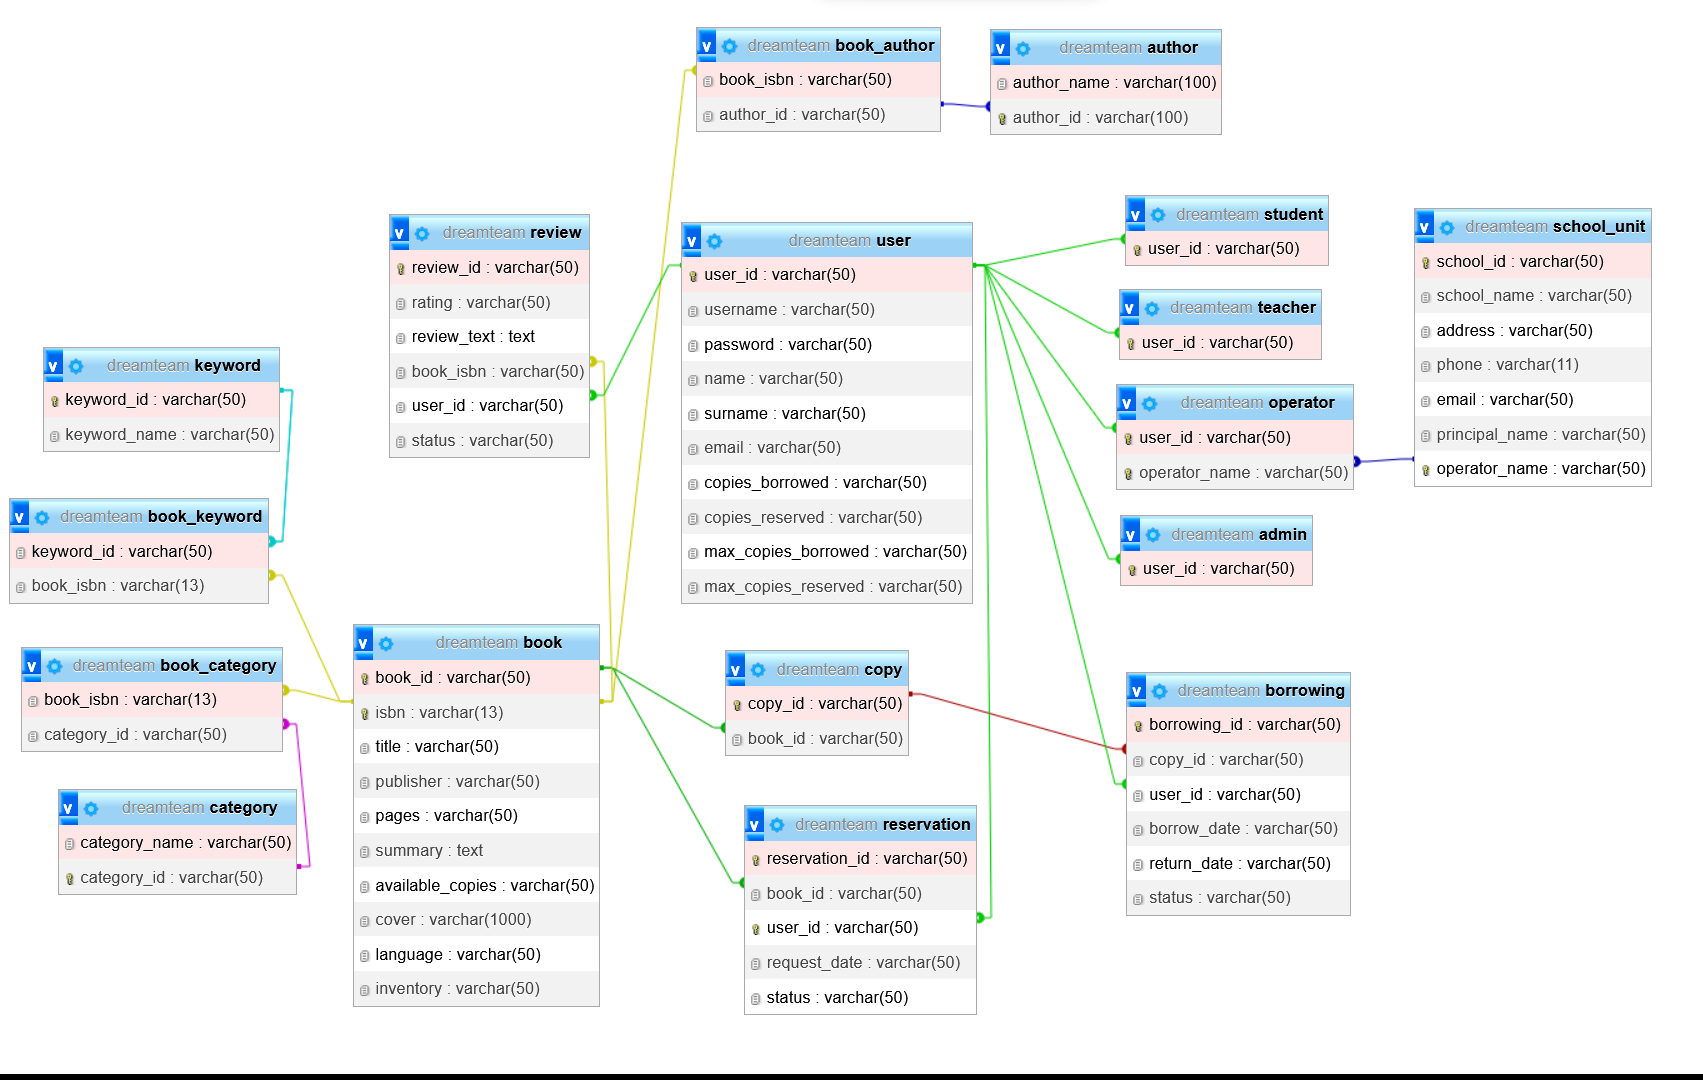 v dreamteam book_author
book_isbn : varchar(50)
author_id : varchar(50)
v dreamteam author
author_name : varchar(100)
author_id : varchar(100)
v dreamteam review
review_id : varchar(50)
rating : varchar(50)
review_text : text
book_isbn : varchar(50)
user_id : varchar(50)
status : varchar(50)
v dreamteam user
user_id : varchar(50)
username : varchar(50)
password : varchar(50)
name : varchar(50)
surname : varchar(50)
email : varchar(50)
copies_borrowed : varchar(50)
copies_reserved : varchar(50)
max_copies_borrowed : varchar(50)
max_copies_reserved : varchar(50)
v dreamteam student
user_id : varchar(50)
v dreamteam teacher
user_id : varchar(50)
v dreamteam operator
user_id : varchar(50)
operator_name : varchar(50)
v dreamteam admin
user_id : varchar(50)
v dreamteam school_unit
school_id : varchar(50)
school_name : varchar(50)
address : varchar(50)
phone : varchar(11)
email : varchar(50)
principal_name : varchar(50)
operator_name : varchar(50)
v dreamteam keyword
keyword_id : varchar(50)
keyword_name : varchar(50)
v dreamteam book_keyword
keyword_id : varchar(50)
book_isbn : varchar(13)
v dreamteam book_category
book_isbn : varchar(13)
category_id : varchar(50)
v dreamteam category
category_name : varchar(50)
category_id : varchar(50)
v dreamteam book
book_id : varchar(50)
isbn : varchar(13)
title : varchar(50)
publisher : varchar(50)
pages : varchar(50)
summary : text
available_copies : varchar(50)
cover : varchar(1000)
language : varchar(50)
inventory : varchar(50)
v dreamteam copy
copy_id : varchar(50)
book_id : varchar(50)
v dreamteam reservation
reservation_id : varchar(50)
book_id : varchar(50)
user_id : varchar(50)
request_date : varchar(50)
status : varchar(50)
v dreamteam borrowing
borrowing_id : varchar(50)
copy_id : varchar(50)
user_id : varchar(50)
borrow_date : varchar(50)
return_date : varchar(50)
status : varchar(50)